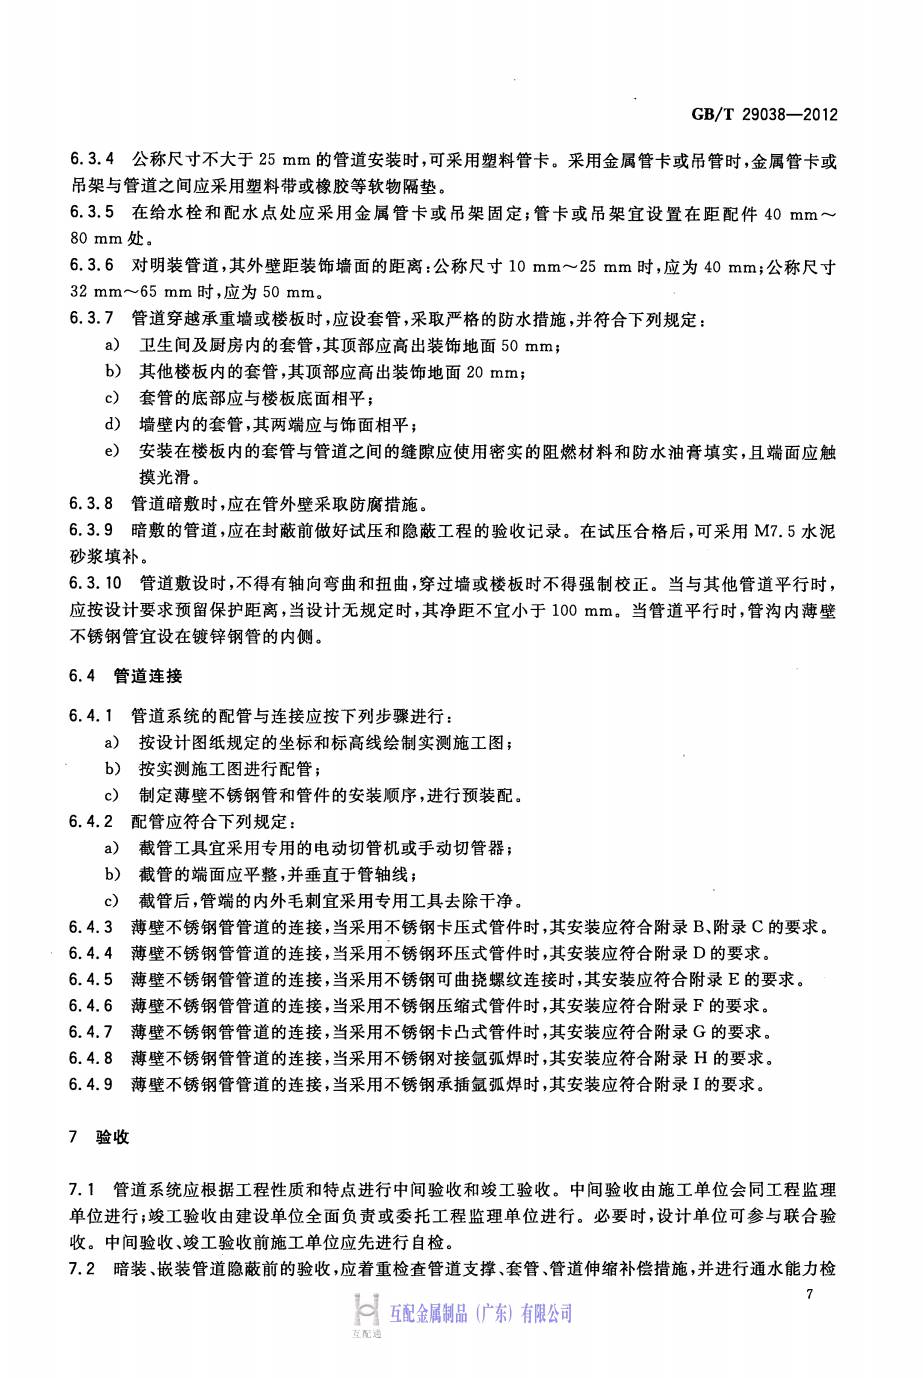 GB/T 29038—2012
6.3.4 公称尺寸不大于 25 mm 的管道安装时,可采用塑料管卡。采用金属管卡或吊管时,金属管卡或
吊架与管道之间应采用塑料带或橡胶等软物隔垫。
6.3.5 在给水栓和配水点处应采用金属管卡或吊架固定;管卡或吊架宜设置在距配件 40 mm～
80 mm 处。
6.3.6 对明装管道,其外壁距装饰墙面的距离:公称尺寸 10 mm～25 mm 时,应为 40 mm;公称尺寸
32 mm～65 mm 时,应为 50 mm。
6.3.7 管道穿越承重墙或楼板时,应设套管,采取严格的防水措施,并符合下列规定:
a) 卫生间及厨房内的套管,其顶部应高出装饰地面 50 mm;
b) 其他楼板内的套管,其顶部应高出装饰地面 20 mm;
c) 套管的底部应与楼板底面相平;
d) 墙壁内的套管,其两端应与饰面相平;
e) 安装在楼板内的套管与管道之间的缝隙应使用密实的阻燃材料和防水油膏填实,且端面应触
摸光滑。
6.3.8 管道暗敷时,应在管外壁采取防腐措施。
6.3.9 暗敷的管道,应在封蔽前做好试压和隐蔽工程的验收记录。在试压合格后,可采用 M7.5 水泥
砂浆填补。
6.3.10 管道敷设时,不得有轴向弯曲和扭曲,穿过墙或楼板时不得强制校正。当与其他管道平行时,
应按设计要求预留保护距离,当设计无规定时,其净距不宜小于 100 mm。当管道平行时,管沟内薄壁
不锈钢管宜设在镀锌钢管的内侧。
6.4 管道连接
6.4.1 管道系统的配管与连接应按下列步骤进行:
a) 按设计图纸规定的坐标和标高线绘制实测施工图;
b) 按实测施工图进行配管;
c) 制定薄壁不锈钢管和管件的安装顺序,进行预装配。
6.4.2 配管应符合下列规定:
a) 截管工具宜采用专用的电动切管机或手动切管器;
b) 截管的端面应平整,并垂直于管轴线;
c) 截管后,管端的内外毛刺宜采用专用工具去除干净。
6.4.3 薄壁不锈钢管管道的连接,当采用不锈钢卡压式管件时,其安装应符合附录 B、附录 C 的要求。
6.4.4 薄壁不锈钢管管道的连接,当采用不锈钢环压式管件时,其安装应符合附录 D 的要求。
6.4.5 薄壁不锈钢管管道的连接,当采用不锈钢可曲挠螺纹连接时,其安装应符合附录 E 的要求。
6.4.6 薄壁不锈钢管管道的连接,当采用不锈钢压缩式管件时,其安装应符合附录 F 的要求。
6.4.7 薄壁不锈钢管管道的连接,当采用不锈钢卡凸式管件时,其安装应符合附录 G 的要求。
6.4.8 薄壁不锈钢管管道的连接,当采用不锈钢对接氩弧焊时,其安装应符合附录 H 的要求。
6.4.9 薄壁不锈钢管管道的连接,当采用不锈钢承插氩弧焊时,其安装应符合附录 I 的要求。
7 验收
7.1 管道系统应根据工程性质和特点进行中间验收和竣工验收。中间验收由施工单位会同工程监理
单位进行;竣工验收由建设单位全面负责或委托工程监理单位进行。必要时,设计单位可参与联合验
收。中间验收、竣工验收前施工单位应先进行自检。
7.2 暗装、嵌装管道隐蔽前的验收,应着重检查管道支撑、套管、管道伸缩补偿措施,并进行通水能力检
7
互配金属制品(广东)有限公司
互配通